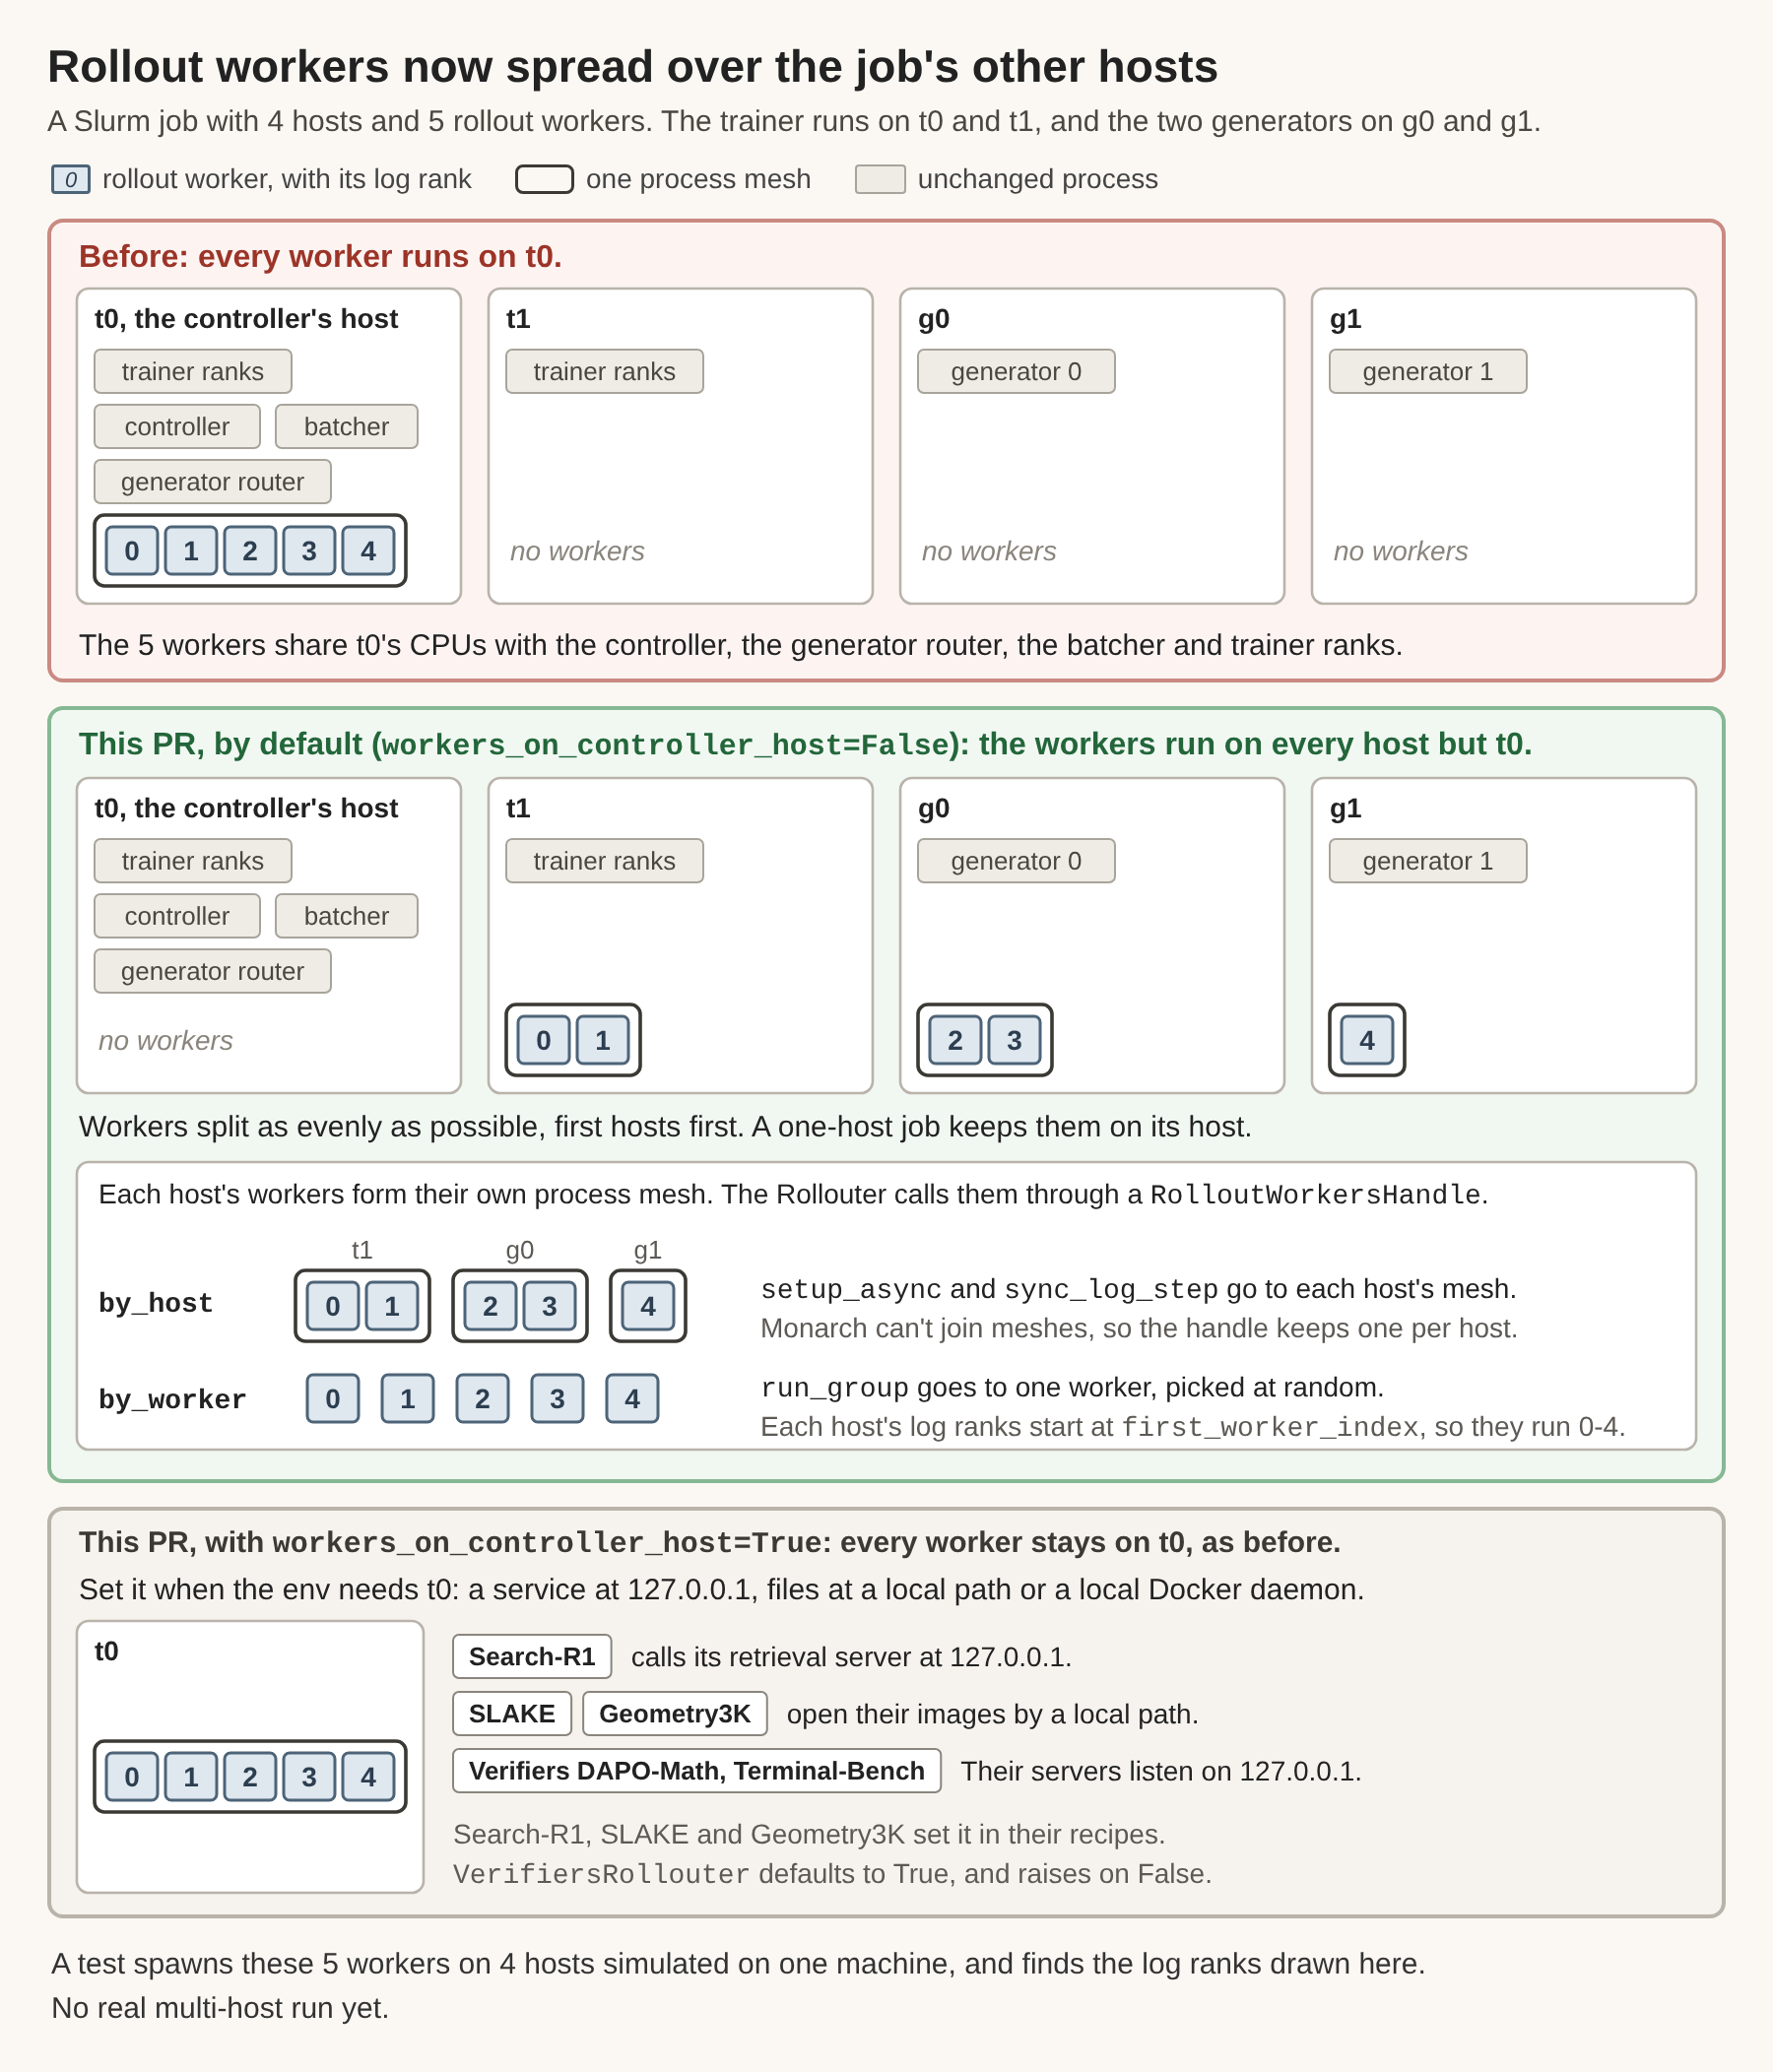 Rollout workers now spread over the job's other hosts
A Slurm job with 4 hosts and 5 rollout workers. The trainer runs on t0 and t1, and the two generators on g0 and g1.
0 rollout worker, with its log rank one process mesh unchanged process
Before: every worker runs on t0.
t0, the controller's host
trainer ranks
controller batcher
generator router
0 1 2 3 4
t1
trainer ranks
no workers
g0
generator 0
no workers
g1
generator 1
no workers
The 5 workers share t0's CPUs with the controller, the generator router, the batcher and trainer ranks.
This PR, by default (workers_on_controller_host=False): the workers run on every host but t0.
t0, the controller's host
trainer ranks
controller batcher
generator router
no workers
t1
trainer ranks
0 1
g0
generator 0
2 3
g1
generator 1
4
Workers split as evenly as possible, first hosts first. A one-host job keeps them on its host.
Each host's workers form their own process mesh. The Rollouter calls them through a RolloutWorkersHandle.
t1 g0 g1
by_host 0 1 2 3 4
setup_async and sync_log_step go to each host's mesh.
Monarch can't join meshes, so the handle keeps one per host.
by_worker 0 1 2 3 4
run_group goes to one worker, picked at random.
Each host's log ranks start at first_worker_index, so they run 0-4.
This PR, with workers_on_controller_host=True: every worker stays on t0, as before.
Set it when the env needs t0: a service at 127.0.0.1, files at a local path or a local Docker daemon.
t0
0 1 2 3 4
Search-R1 calls its retrieval server at 127.0.0.1.
SLAKE Geometry3K open their images by a local path.
Verifiers DAPO-Math, Terminal-Bench Their servers listen on 127.0.0.1.
Search-R1, SLAKE and Geometry3K set it in their recipes.
VerifiersRollouter defaults to True, and raises on False.
A test spawns these 5 workers on 4 hosts simulated on one machine, and finds the log ranks drawn here.
No real multi-host run yet.